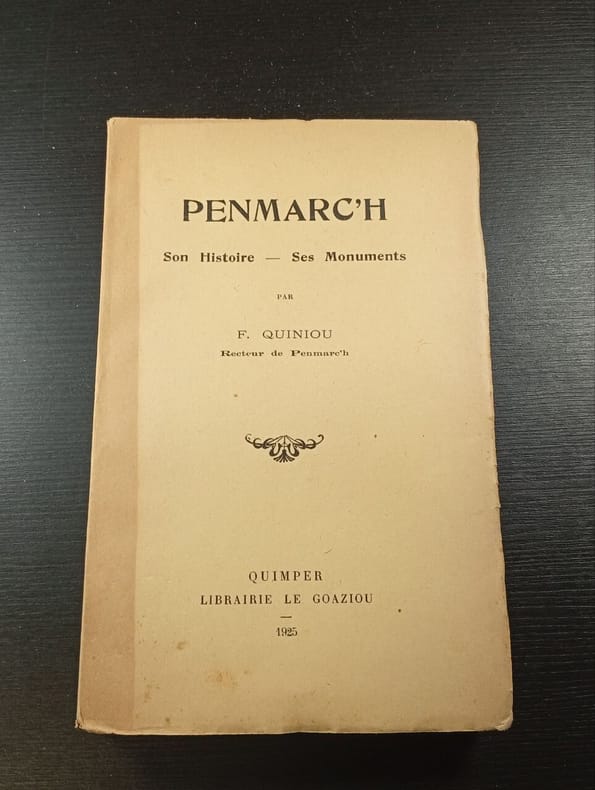 PENMARC'H
Son Histoire — Ses Monuments
PAR
F. QUINIOU
Recteur de Penmarc'h
QUIMPER
LIBRAIRIE LE GOAZIOU
1925